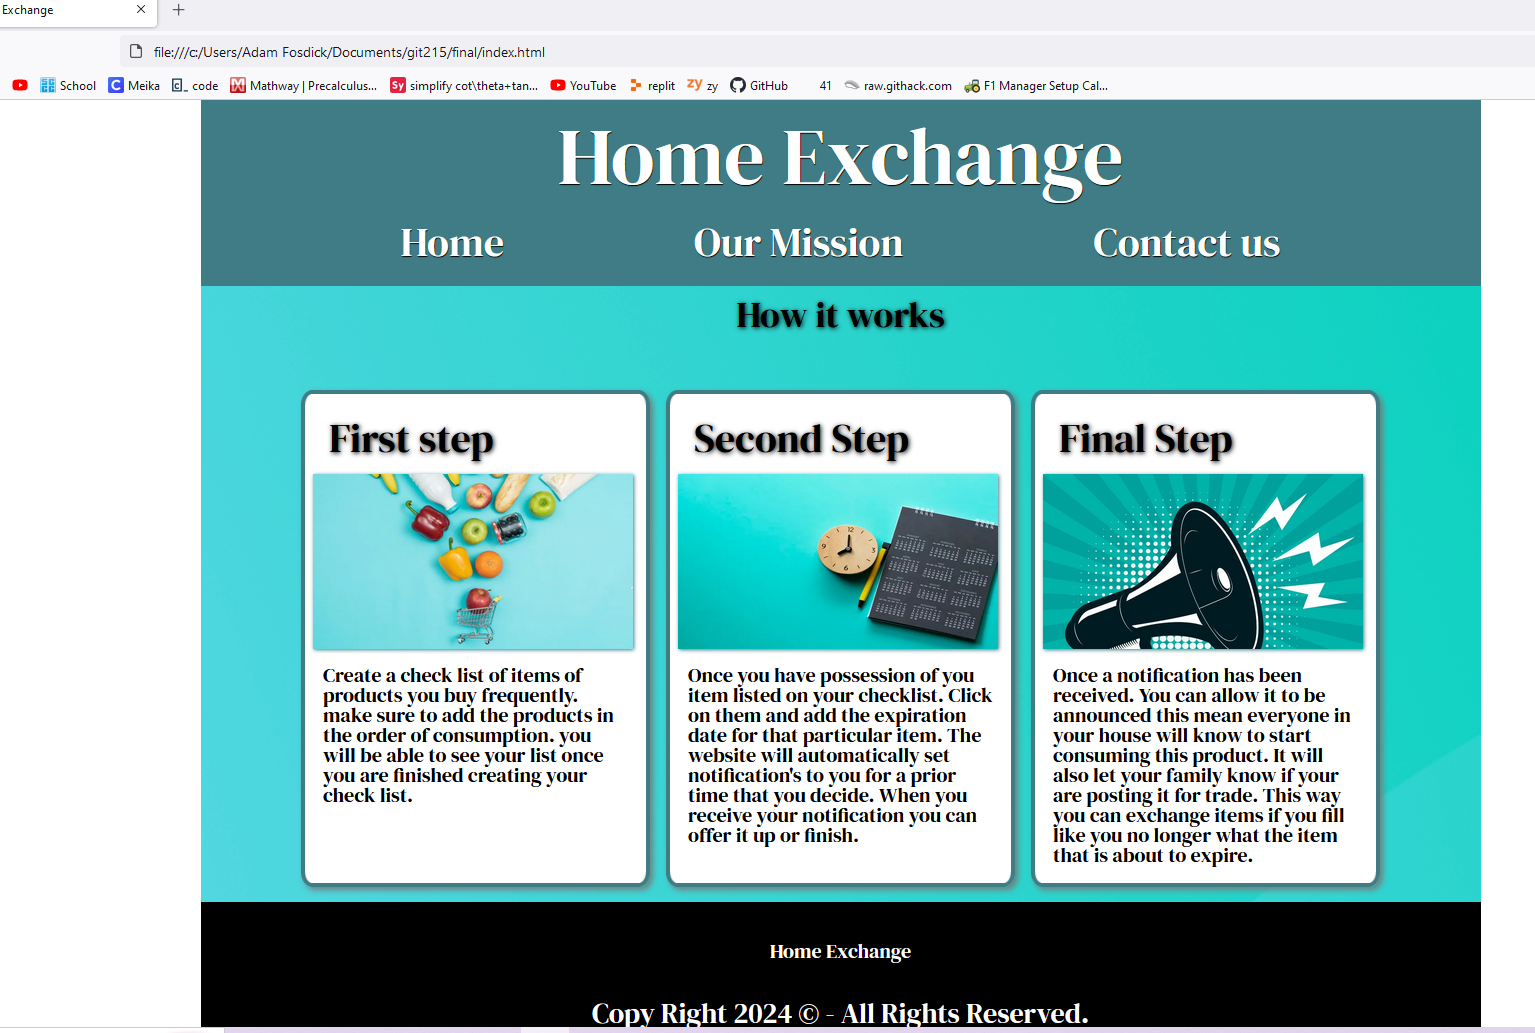 Exchange
file:///c:/Users/Adam Fosdick/Documents/git215/final/index.html
School Meika code Mathway | Precalculus... Sy simplify cot\theta+tan... YouTube replit zy zy GitHub 41 raw.githack.com F1 Manager Setup Cal...
Home Exchange
Home Our Mission Contact us
How it works
First step
Create a check list of items of
products you buy frequently.
make sure to add the products in
the order of consumption. you
will be able to see your list once
you are finished creating your
check list.
Second Step
12
9 3
6
Once you have possession of you
item listed on your checklist. Click
on them and add the expiration
date for that particular item. The
website will automatically set
notification's to you for a prior
time that you decide. When you
receive your notification you can
offer it up or finish.
Final Step
Once a notification has been
received. You can allow it to be
announced this mean everyone in
your house will know to start
consuming this product. It will
also let your family know if your
are posting it for trade. This way
you can exchange items if you fill
like you no longer what the item
that is about to expire.
Home Exchange
Copy Right 2024 © - All Rights Reserved.